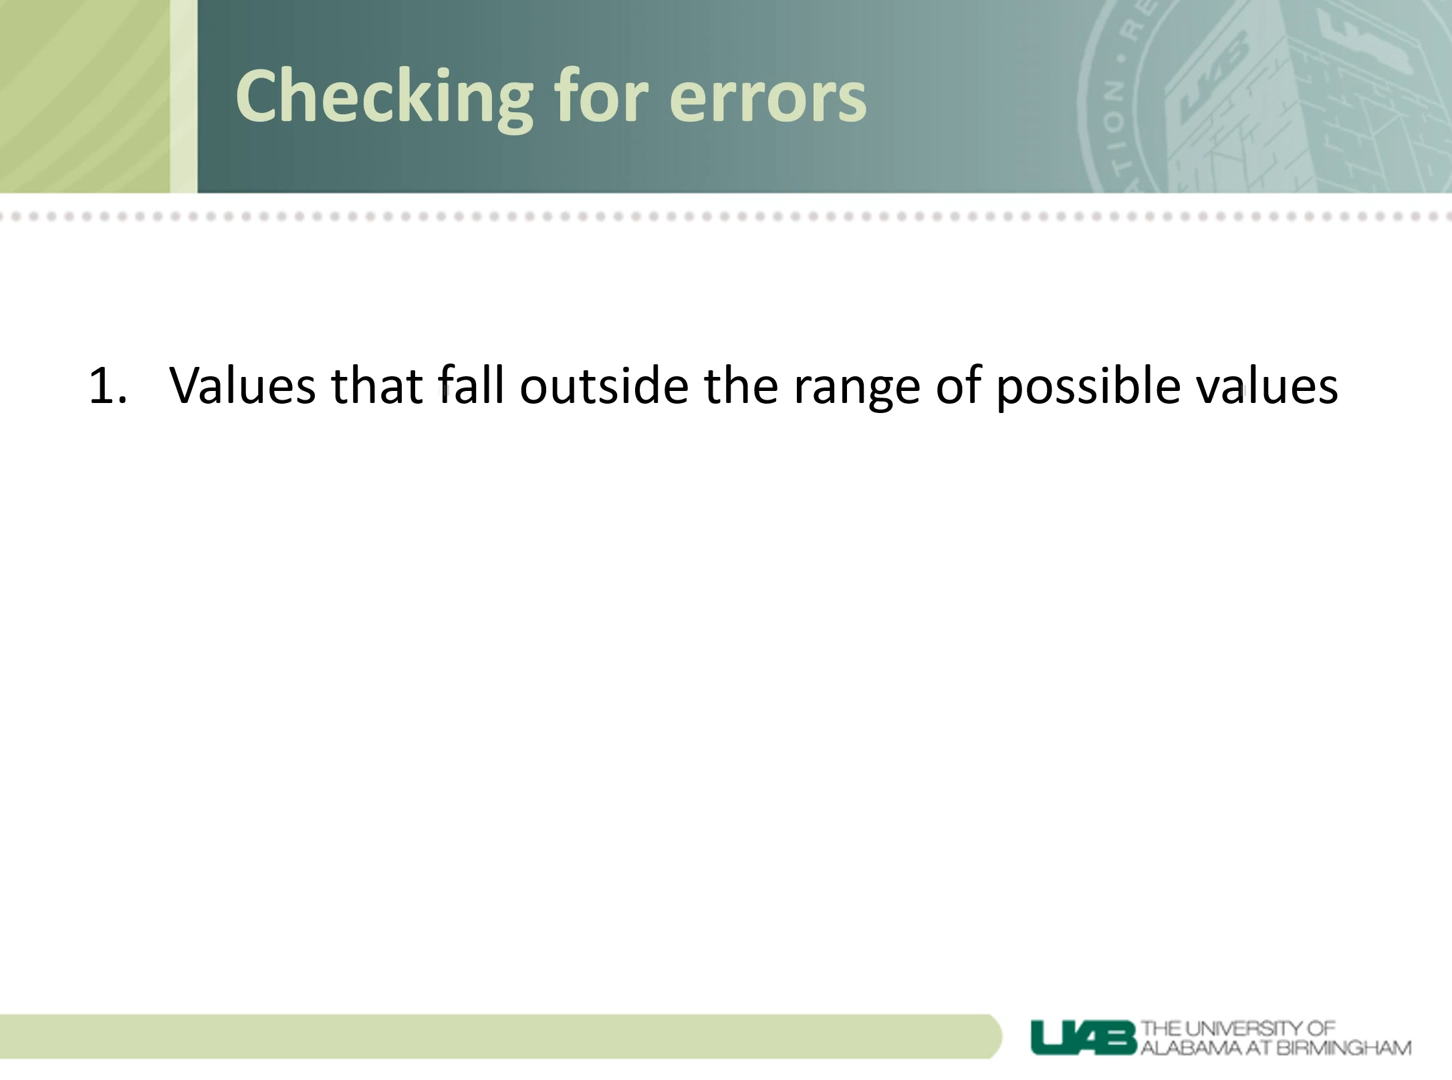 Checking for errors
1. Values that fall outside the range of possible values
UAB THE UNIVERSITY OF
ALABAMA AT BIRMINGHAM